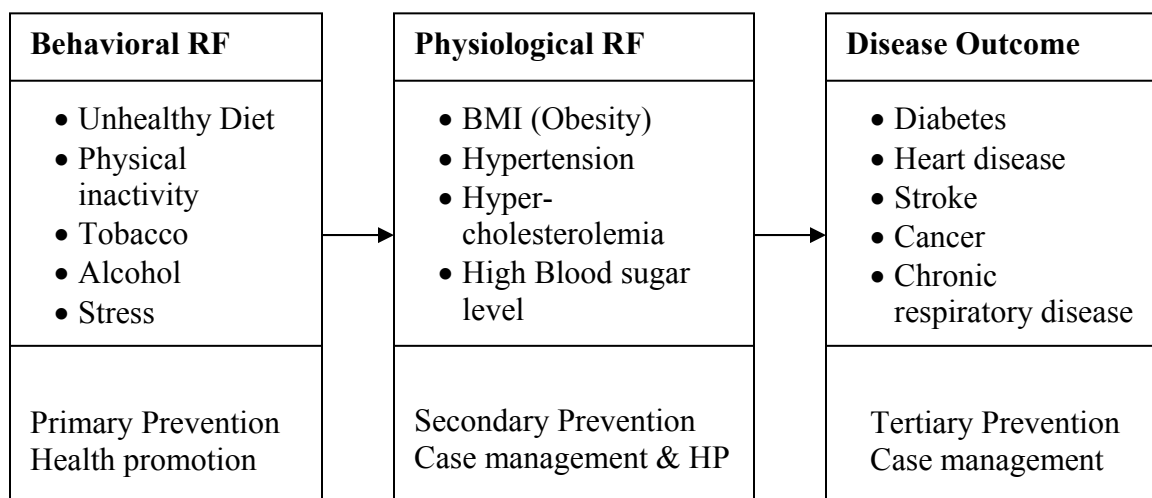 Behavioral RF
• Unhealthy Diet
• Physical
inactivity
• Tobacco
• Alcohol
• Stress
Primary Prevention
Health promotion
Physiological RF
• BMI (Obesity)
• Hypertension
• Hyper-
cholesterolemia
• High Blood sugar
level
Secondary Prevention
Case management & HP
Disease Outcome
• Diabetes
• Heart disease
• Stroke
• Cancer
• Chronic
respiratory disease
Tertiary Prevention
Case management